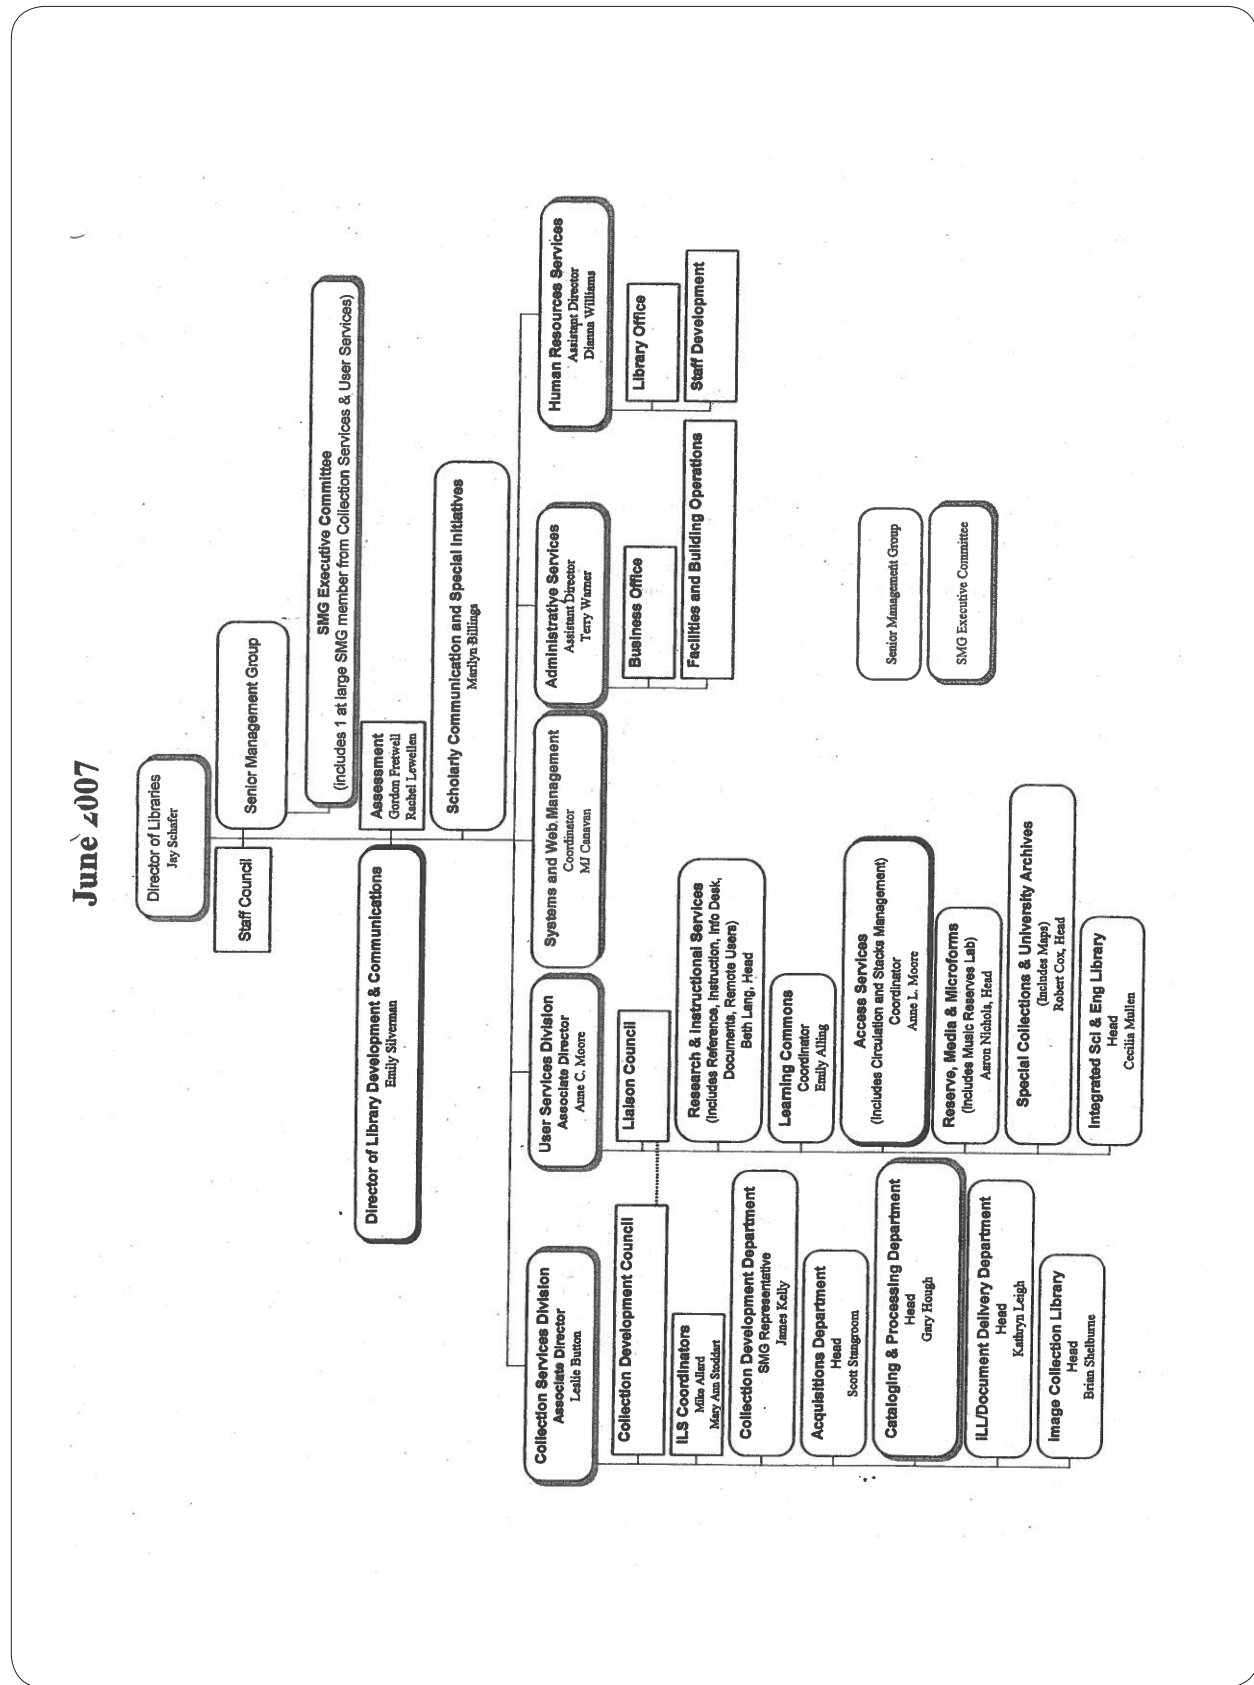 June 2007
Director of Libraries
Jay Schafer
Staff Council
Senior Management Group
SMG Executive Committee
(includes 1 at large SMG member from Collection Services & User Services)
Director of Library Development & Communications
Emily Silverman
Assessment
Gordon Fretwell
Rachel Lewellen
Scholarly Communication and Special Initiatives
Marilyn Billings
Collection Services Division
Associate Director
Leslie Button
Collection Development Council
ILS Coordinators
Mike Allard
Mary Ann Stoddart
Collection Development Department
SMG Representative
James Kelly
Acquisitions Department
Head
Scott Stangroom
Cataloging & Processing Department
Head
Gary Hough
ILL/Document Delivery Department
Head
Kathryn Leigh
Image Collection Library
Head
Brian Shelburne
User Services Division
Associate Director
Anne C. Moore
Liaison Council
Research & Instructional Services
(Includes Reference, Instruction, Info Desk,
Documents, Remote Users)
Beth Lang, Head
Learning Commons
Coordinator
Emily Alling
Access Services
(Includes Circulation and Stacks Management)
Coordinator
Anne L. Moore
Reserve, Media & Microforms
(Includes Music Reserves Lab)
Aaron Nichols, Head
Special Collections & University Archives
(Includes Maps)
Robert Cox, Head
Integrated Sci & Eng Library
Head
Cecilia Mullen
Systems and Web Management
Coordinator
MJ Canavan
Administrative Services
Assistant Director
Terry Warner
Business Office
Facilities and Building Operations
Human Resources Services
Assistant Director
Dianna Williams
Library Office
Staff Development
Senior Management Group
SMG Executive Committee